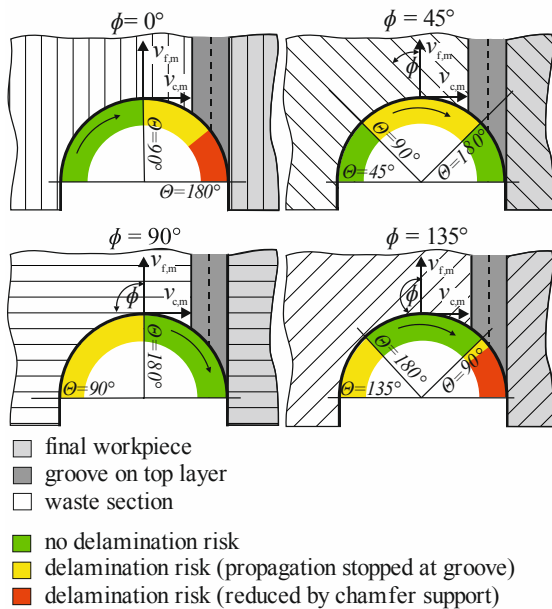 ϕ = 0°
ϕ = 45°
v_f,m
v_c,m
Θ=90°
Θ=180°
ϕ
v_f,m
v_c,m
Θ=45°
Θ=90°
Θ=180°
ϕ = 90°
ϕ = 135°
ϕ
v_f,m
v_c,m
Θ=90°
Θ=180°
ϕ
v_f,m
v_c,m
Θ=135°
Θ=180°
Θ=90°
final workpiece
groove on top layer
waste section
no delamination risk
delamination risk (propagation stopped at groove)
delamination risk (reduced by chamfer support)